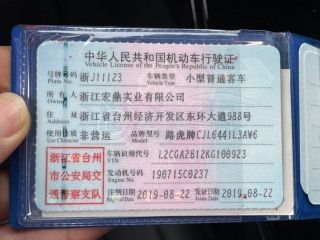 中华人民共和国机动车行驶证
Vehicle License of the People's Republic of China
号牌号码 浙J11123 车辆类型 小型普通客车
Plate No. Vehicle Type
所有人 浙江宏鼎实业有限公司
Owner
住址 浙江省台州经济开发区东环大道588号
Address
使用性质 非营运 品牌型号 路虎牌CJL6441L3AW6
Use Character Model
浙江省台州 车辆识别代号 L2CGA2B12KG100923
市公安局交 VIN
通警察支队 发动机号码 190715C0237
Engine No.
注册日期 2019-08-22 发证日期 2019-08-22